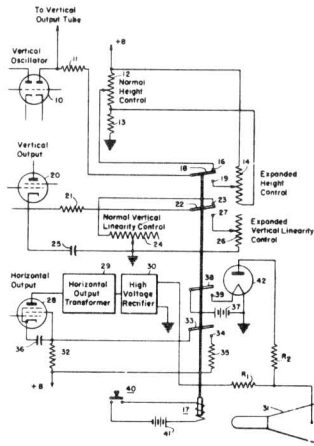 To Vertical
Output Tube
+B
Vertical
Oscillator
11
12
Normal
Height
Control
10
13
16
14
18
19
Expanded
Height
Control
Vertical
Output
20
21
22
23
27
Normal Vertical
Linearity Control
24
25
26
Expanded
Vertical Linearity
Control
Horizontal
Output
28
29
30
Horizontal
Output
Transformer
High
Voltage
Rectifier
38
39
42
37
33
34
36
32
35
R2
R1
+B
40
17
41
31